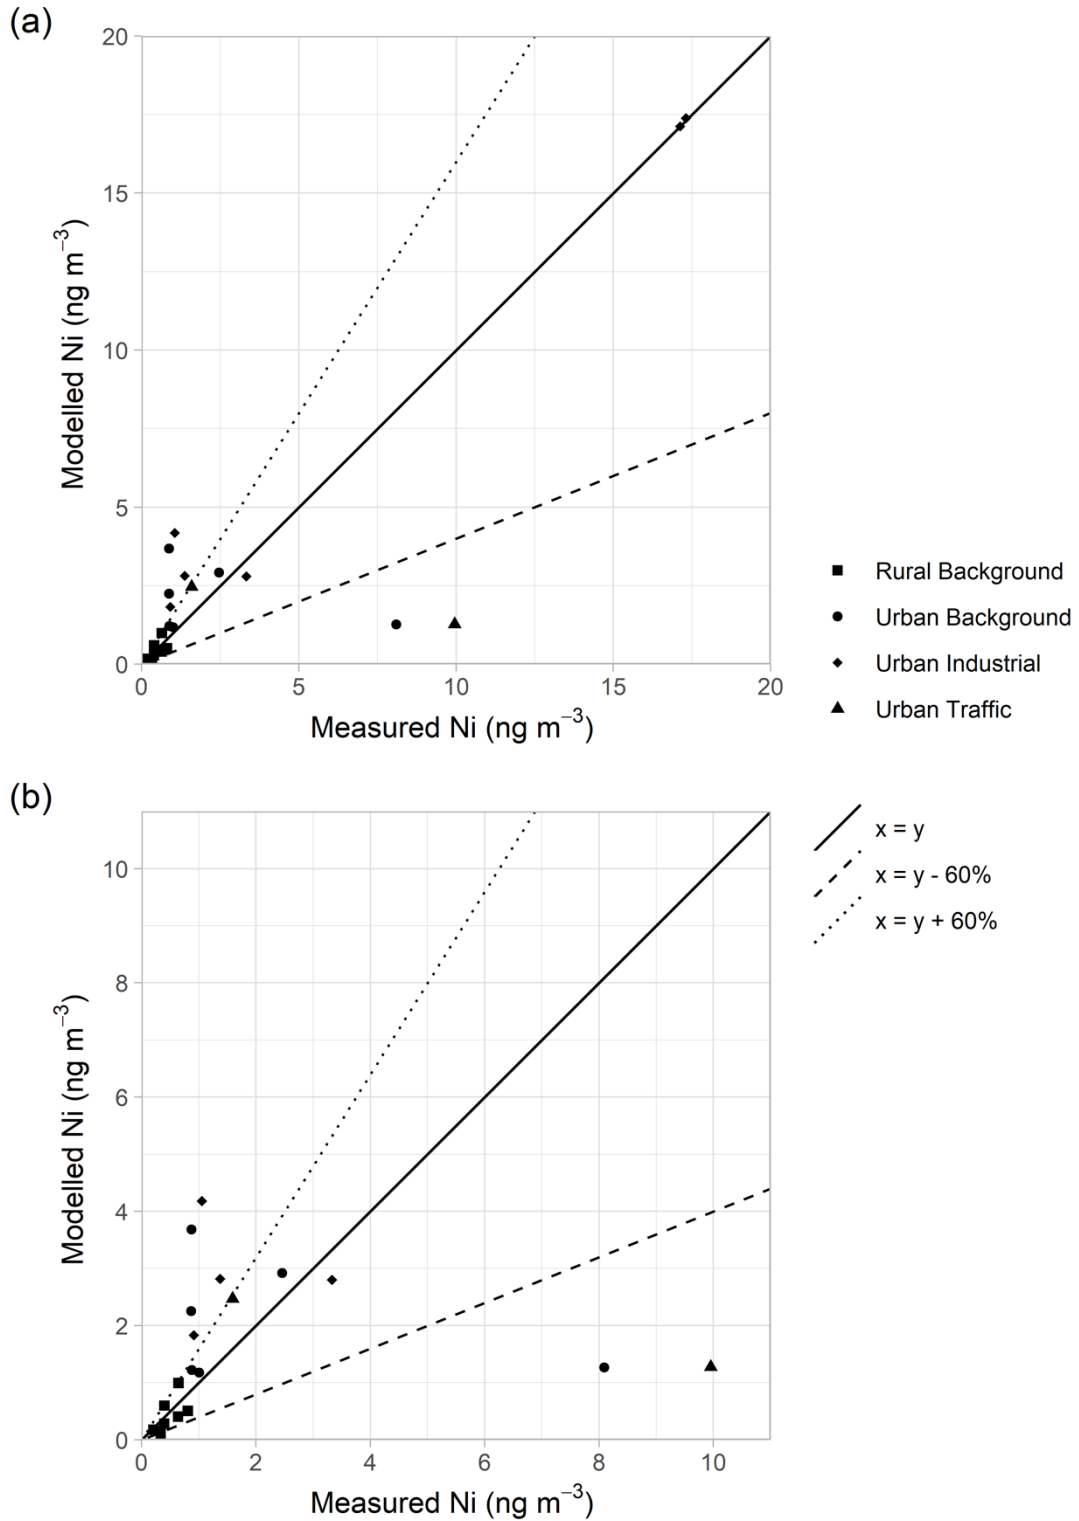 (a)
20
15
10
5
0
Modelled Ni (ng m⁻³)
0 5 10 15 20
Measured Ni (ng m⁻³)
Rural Background
Urban Background
Urban Industrial
Urban Traffic
(b)
x = y
x = y - 60%
x = y + 60%
10
8
6
4
2
0
Modelled Ni (ng m⁻³)
0 2 4 6 8 10
Measured Ni (ng m⁻³)